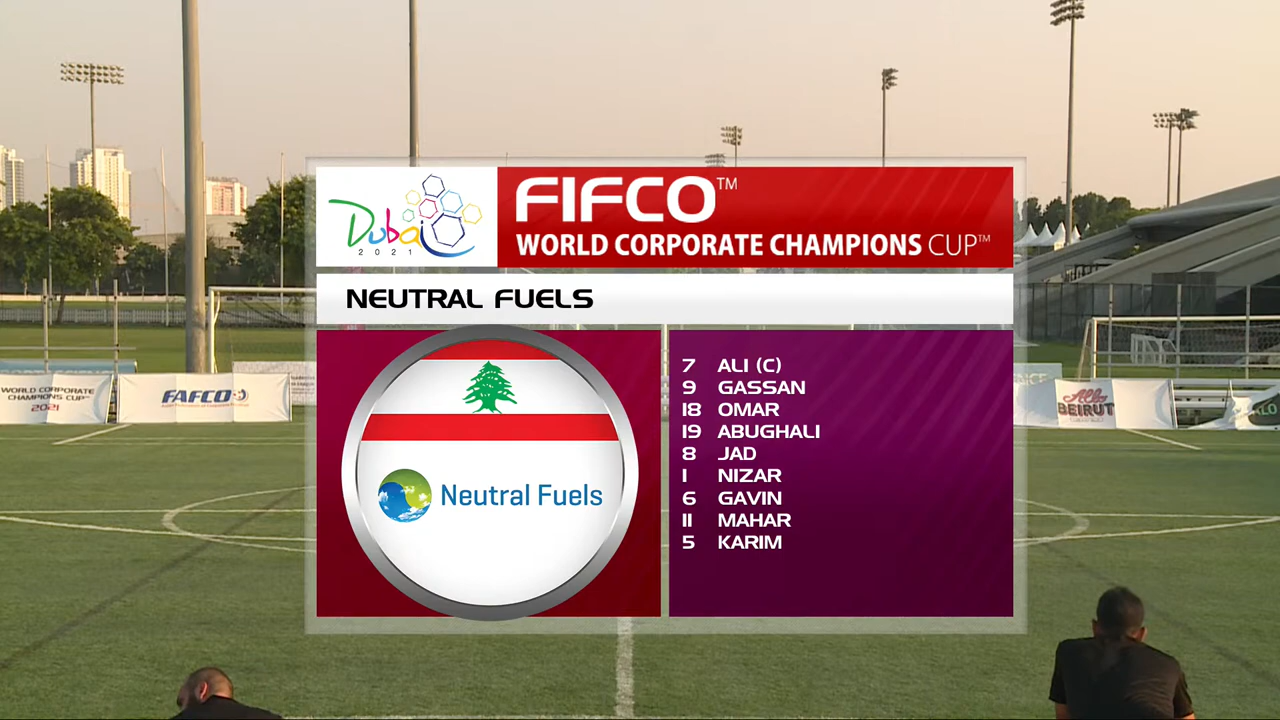 Dubai
2021
FIFCO™
WORLD CORPORATE CHAMPIONS CUP™
NEUTRAL FUELS
Neutral Fuels
7 ALI (C)
9 GASSAN
18 OMAR
19 ABUGHALI
8 JAD
1 NIZAR
6 GAVIN
11 MAHAR
5 KARIM
WORLD CORPORATE
CHAMPIONS CUP
2021
FAFCO
BEIRUT